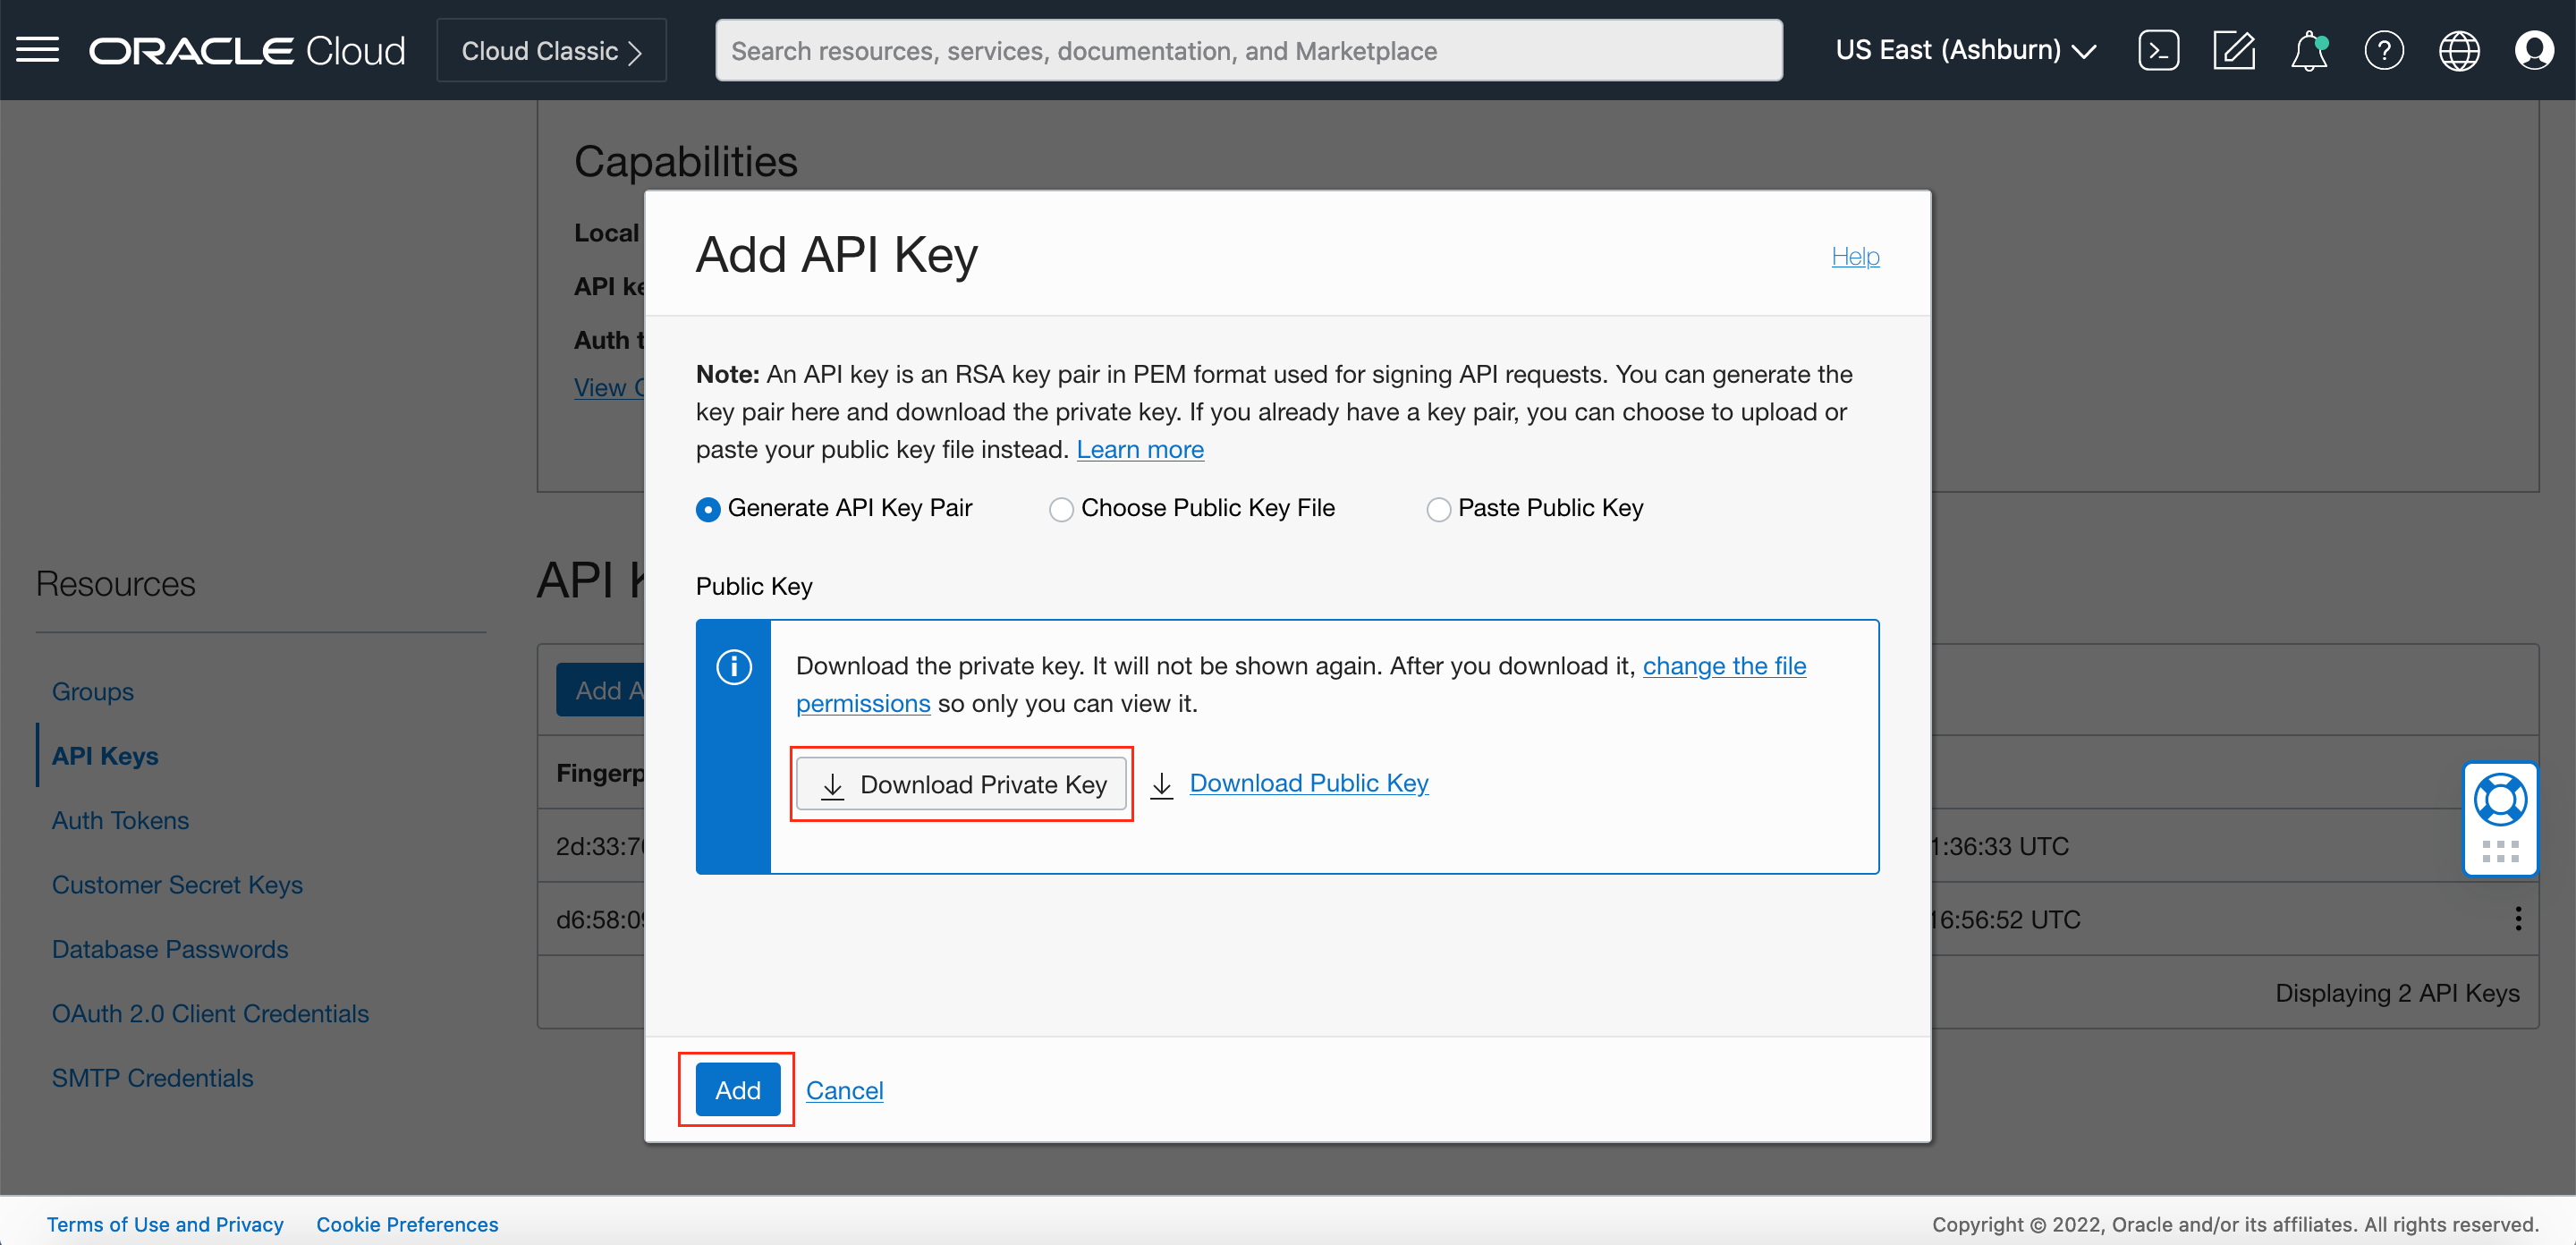 ORACLE Cloud
Cloud Classic
Search resources, services, documentation, and Marketplace
US East (Ashburn)
Capabilities
Local
API
Auth
View
Add API Key
Help
Note: An API key is an RSA key pair in PEM format used for signing API requests. You can generate the
key pair here and download the private key. If you already have a key pair, you can choose to upload or
paste your public key file instead. Learn more
Generate API Key Pair
Choose Public Key File
Paste Public Key
Public Key
Download the private key. It will not be shown again. After you download it, change the file
permissions so only you can view it.
Download Private Key
Download Public Key
Add
Cancel
Resources
Groups
API Keys
Auth Tokens
Customer Secret Keys
Database Passwords
OAuth 2.0 Client Credentials
SMTP Credentials
API
Add
1:36:33 UTC
16:56:52 UTC
Displaying 2 API Keys
Terms of Use and Privacy
Cookie Preferences
Copyright © 2022, Oracle and/or its affiliates. All rights reserved.